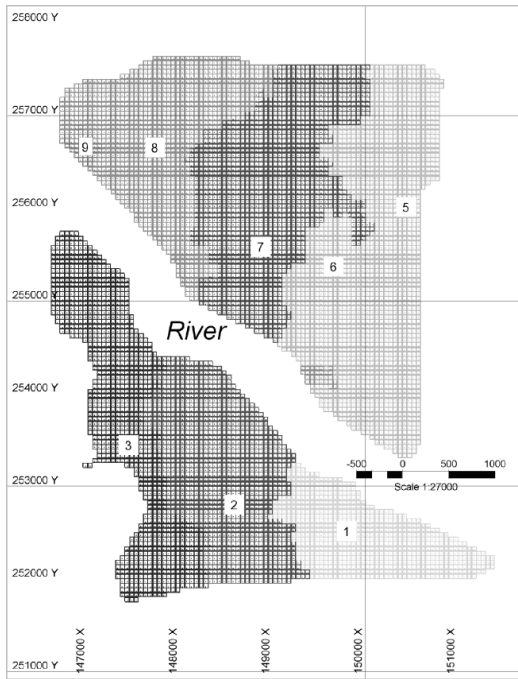 258000 Y
257000 Y
9
8
256000 Y
5
7
6
255000 Y
River
254000 Y
3
-500 0 500 1000
Scale 1:27000
253000 Y
2
1
252000 Y
251000 Y
147000 X
148000 X
149000 X
150000 X
151000 X